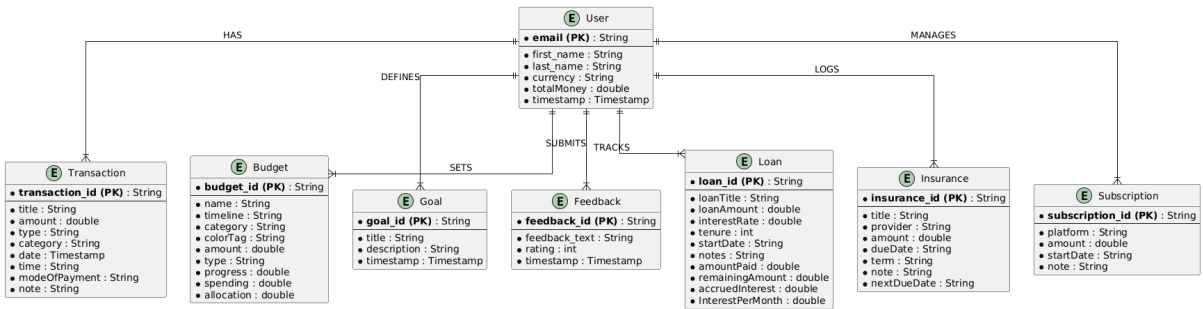 E User
• email (PK) : String
• first_name : String
• last_name : String
• currency : String
• totalMoney : double
• timestamp : Timestamp
HAS
DEFINES
SETS
SUBMITS
TRACKS
LOGS
MANAGES
E Transaction
• transaction_id (PK) : String
• title : String
• amount : double
• type : String
• category : String
• date : Timestamp
• time : String
• modeOfPayment : String
• note : String
E Budget
• budget_id (PK) : String
• name : String
• timeline : String
• category : String
• colorTag : String
• amount : double
• type : String
• progress : double
• spending : double
• allocation : double
E Goal
• goal_id (PK) : String
• title : String
• description : String
• timestamp : Timestamp
E Feedback
• feedback_id (PK) : String
• feedback_text : String
• rating : int
• timestamp : Timestamp
E Loan
• loan_id (PK) : String
• loanTitle : String
• loanAmount : double
• interestRate : double
• tenure : int
• startDate : String
• notes : String
• amountPaid : double
• remainingAmount : double
• accruedInterest : double
• InterestPerMonth : double
E Insurance
• insurance_id (PK) : String
• title : String
• provider : String
• amount : double
• dueDate : String
• term : String
• note : String
• nextDueDate : String
E Subscription
• subscription_id (PK) : String
• platform : String
• amount : double
• startDate : String
• note : String